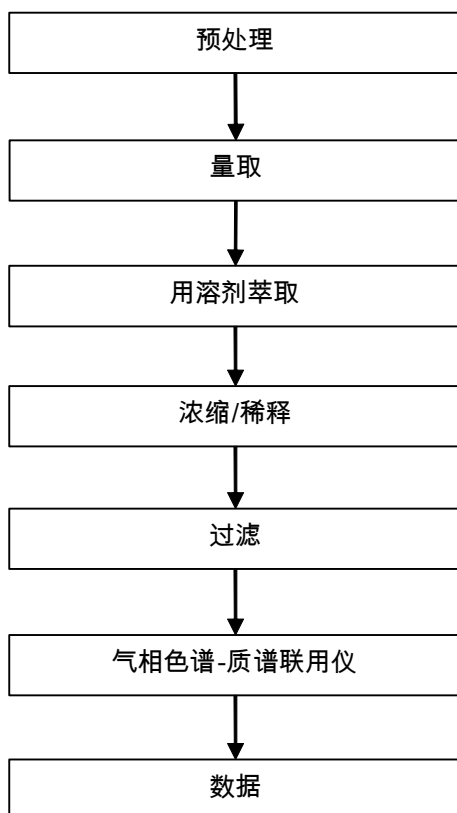 预处理
量取
用溶剂萃取
浓缩/稀释
过滤
气相色谱-质谱联用仪
数据